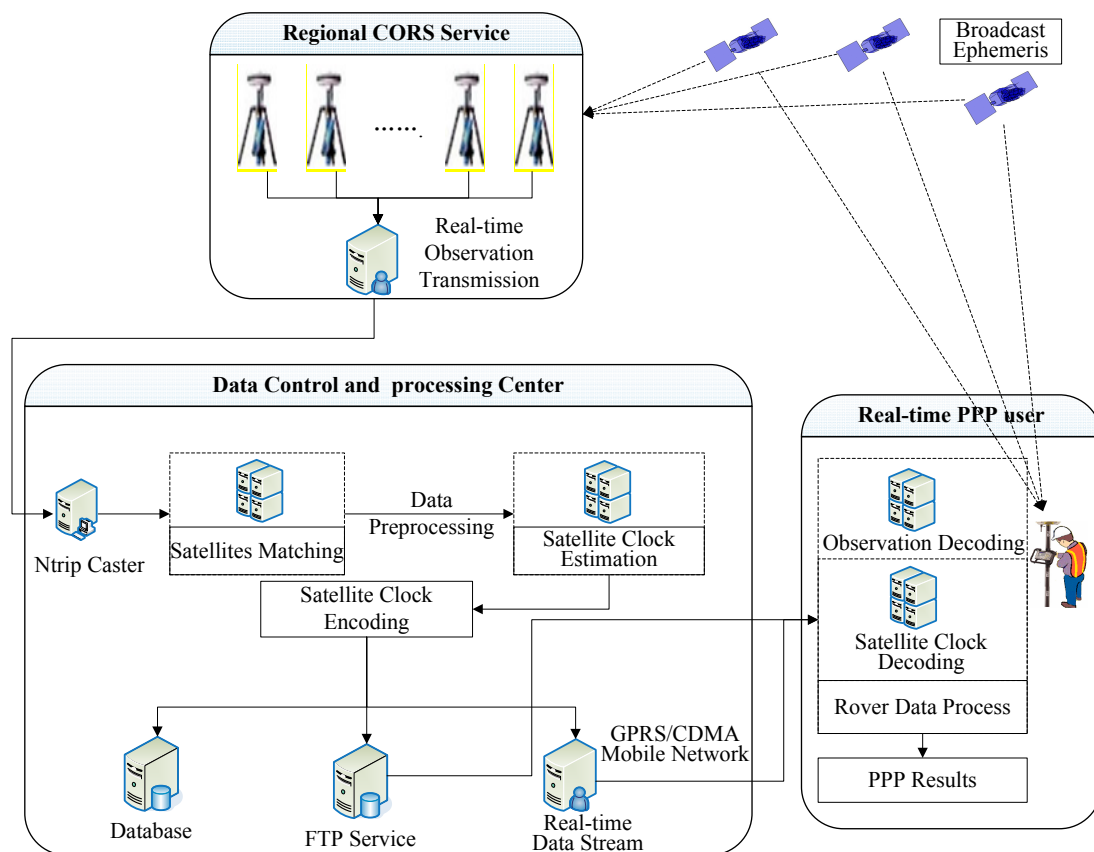 Regional CORS Service
Broadcast
Ephemeris
.......
Real-time
Observation
Transmission
Data Control and processing Center
Real-time PPP user
Ntrip Caster
Satellites Matching
Data
Preprocessing
Satellite Clock
Estimation
Satellite Clock
Encoding
Observation Decoding
Satellite Clock
Decoding
Rover Data Process
PPP Results
GPRS/CDMA
Mobile Network
Database
FTP Service
Real-time
Data Stream